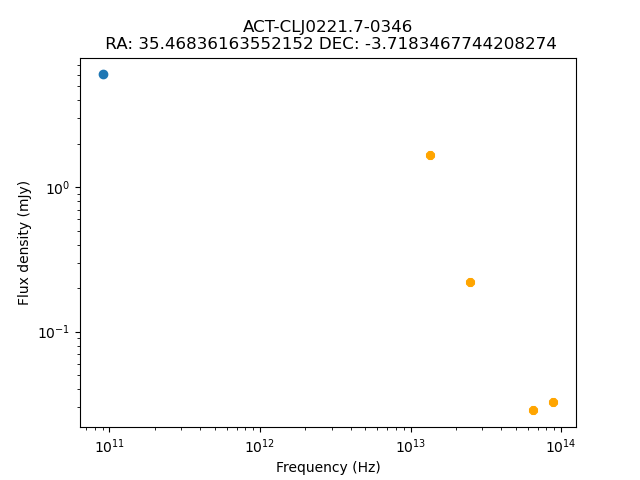 ACT-CLJ0221.7-0346
RA: 35.46836163552152 DEC: -3.7183467744208274
Flux density (mJy)
10⁰
10⁻¹
10¹¹ 10¹² 10¹³ 10¹⁴
Frequency (Hz)